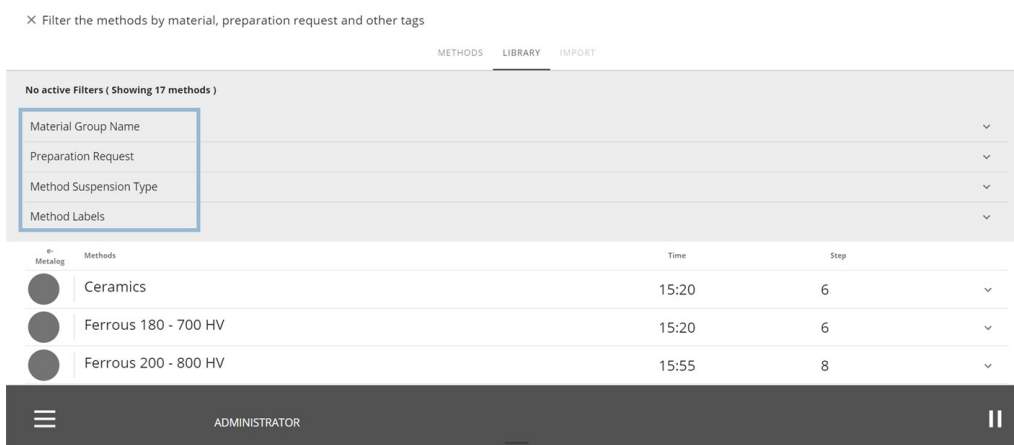 × Filter the methods by material, preparation request and other tags
METHODS LIBRARY IMPORT
No active Filters ( Showing 17 methods )
Material Group Name
Preparation Request
Method Suspension Type
Method Labels
e-
Metalog Methods Time Step
Ceramics 15:20 6
Ferrous 180 - 700 HV 15:20 6
Ferrous 200 - 800 HV 15:55 8
ADMINISTRATOR